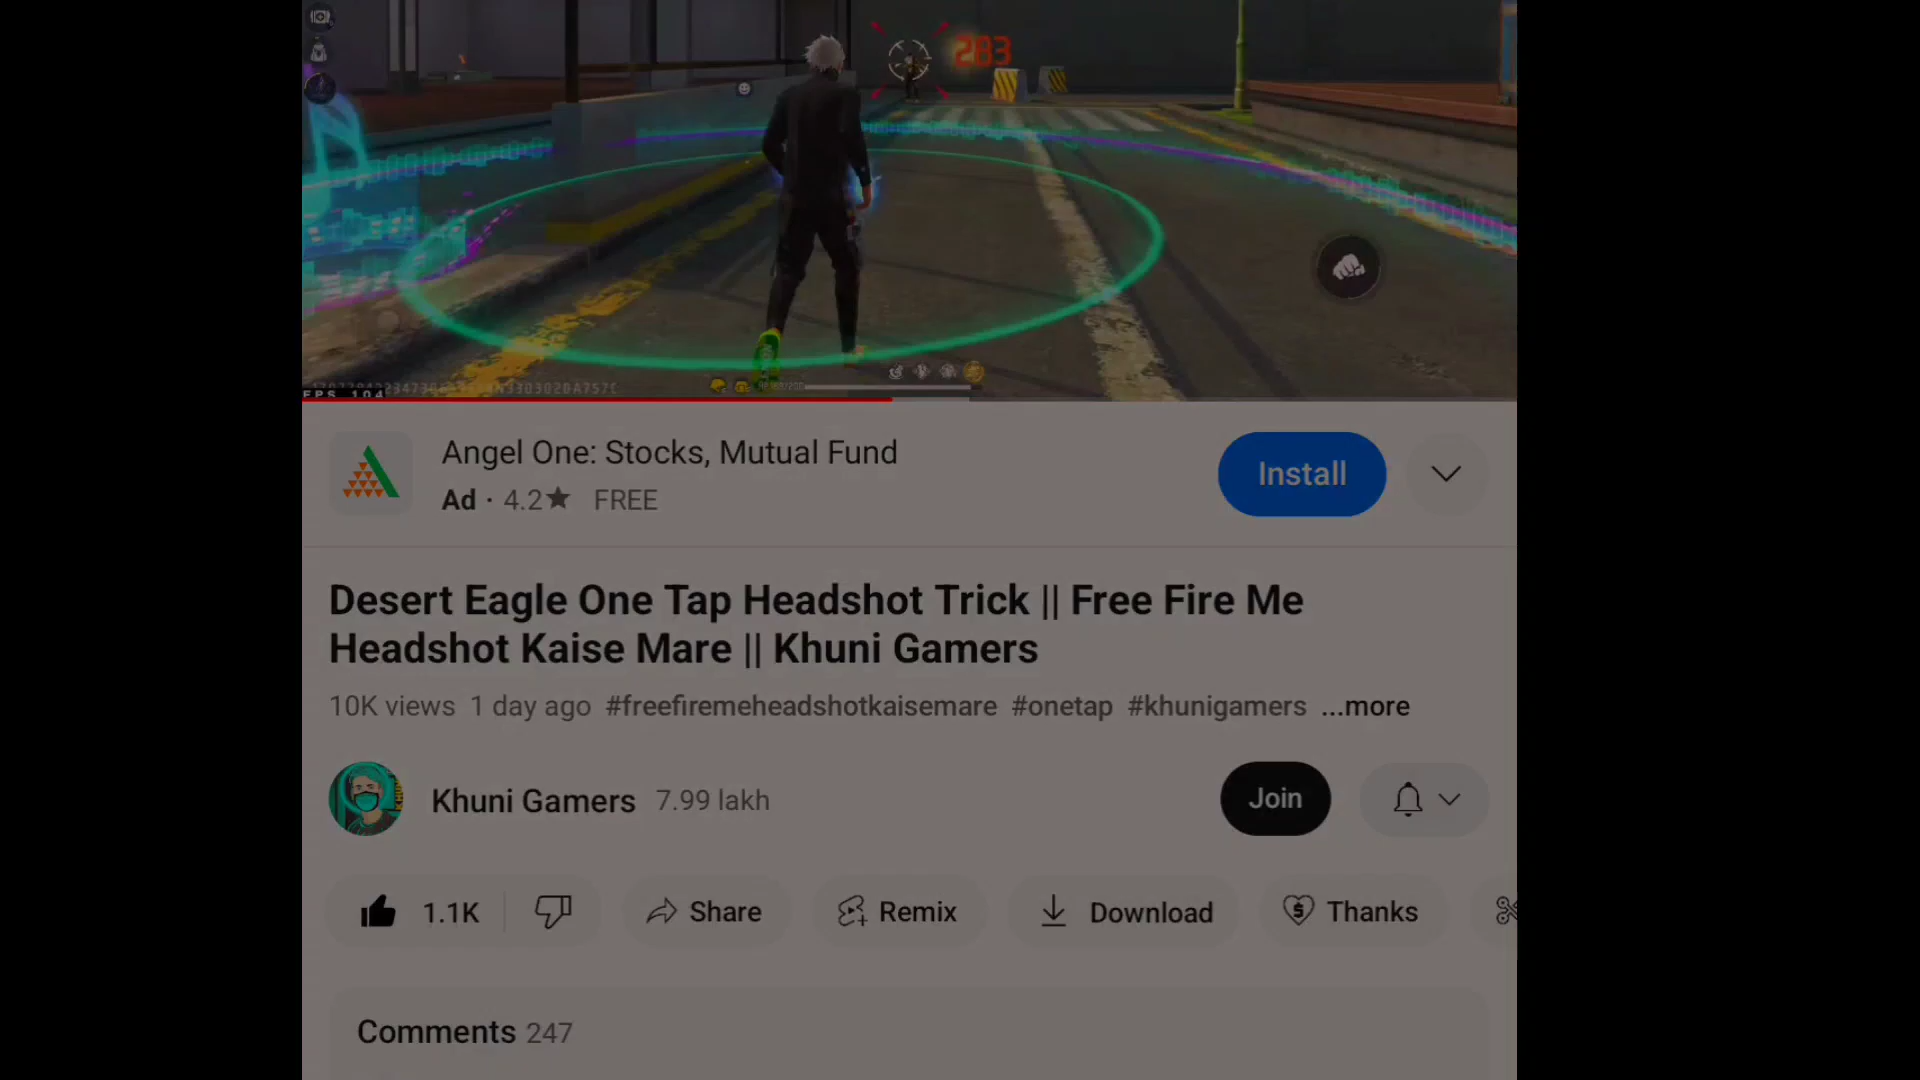 283
FPS 104
Angel One: Stocks, Mutual Fund
Ad · 4.2★ FREE
Install
Desert Eagle One Tap Headshot Trick || Free Fire Me
Headshot Kaise Mare || Khuni Gamers
10K views 1 day ago #freefiremeheadshotkaisemare #onetap #khunigamers ...more
Khuni Gamers 7.99 lakh
Join
1.1K
Share
Remix
Download
Thanks
Comments 247